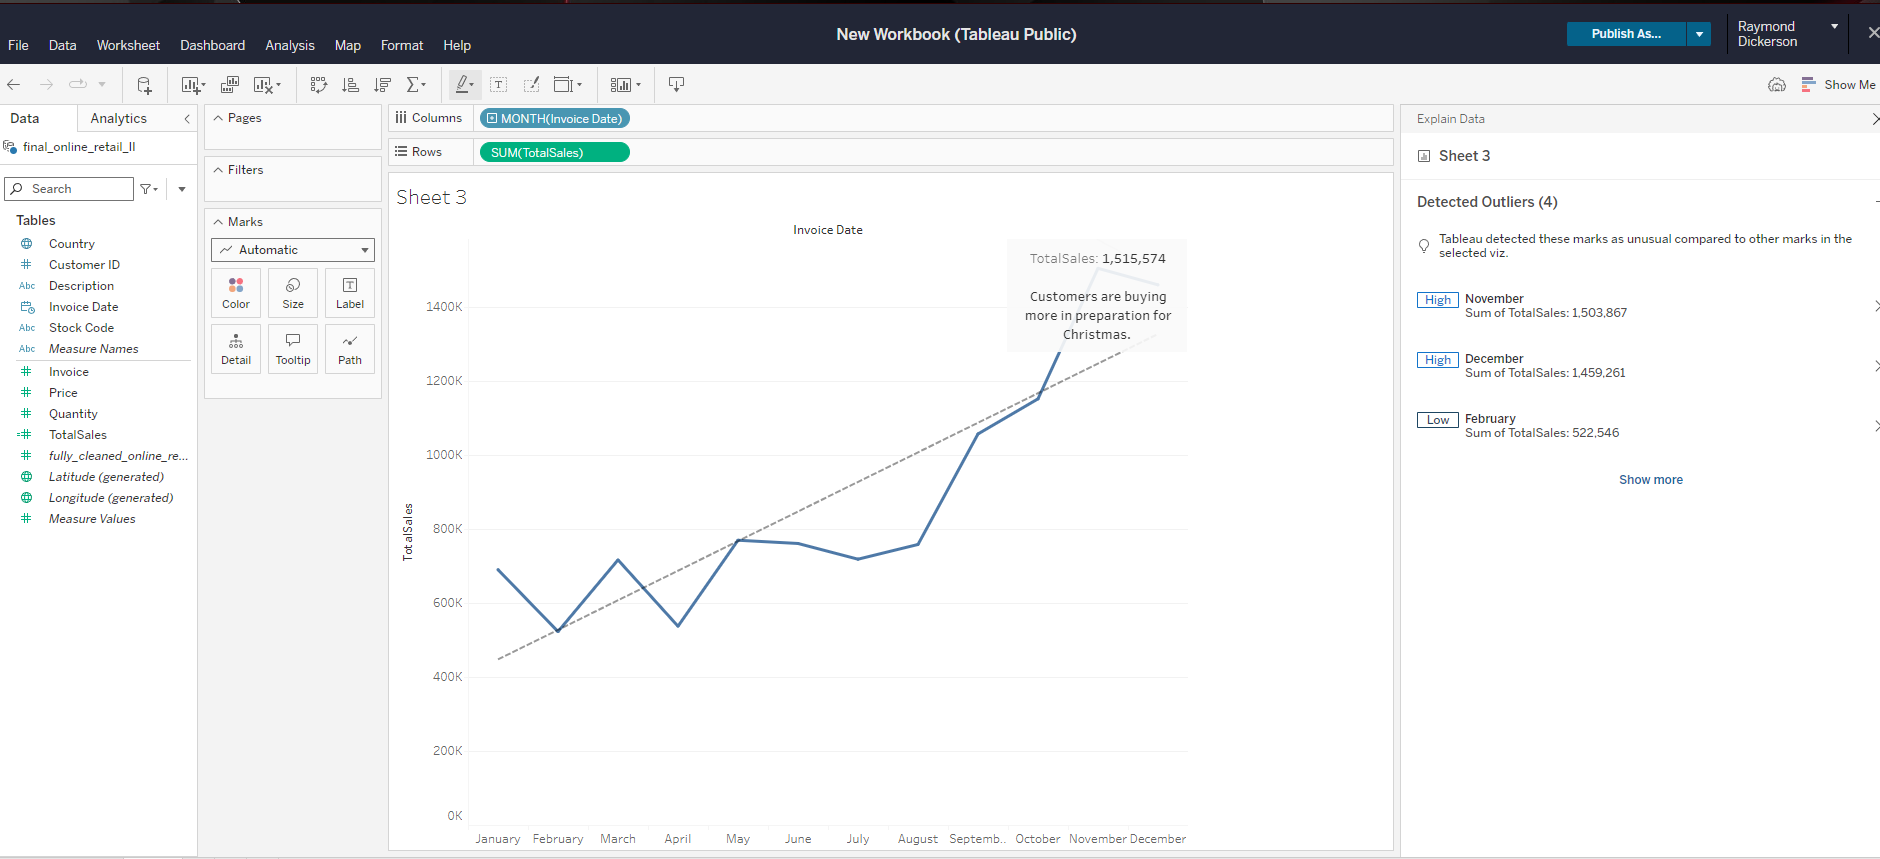 New Workbook (Tableau Public)
Publish As...
Raymond
Dickerson
File Data Worksheet Dashboard Analysis Map Format Help
Show Me
Data Analytics
final_online_retail_II
Search
Tables
Country
Customer ID
Abc Description
Invoice Date
Abc Stock Code
Abc Measure Names
Invoice
Price
Quantity
TotalSales
fully_cleaned_online_re...
Latitude (generated)
Longitude (generated)
Measure Values
Pages
Filters
Marks
Automatic
Color Size Label
Detail Tooltip Path
Columns MONTH(Invoice Date)
Rows SUM(TotalSales)
Sheet 3
Invoice Date
TotalSales: 1,515,574
Customers are buying
more in preparation for
Christmas.
TotalSales
1400K
1200K
1000K
800K
600K
400K
200K
0K
January February March April May June July August Septemb.. October November December
Explain Data
Sheet 3
Detected Outliers (4)
Tableau detected these marks as unusual compared to other marks in the
selected viz.
High November
Sum of TotalSales: 1,503,867
High December
Sum of TotalSales: 1,459,261
Low February
Sum of TotalSales: 522,546
Show more